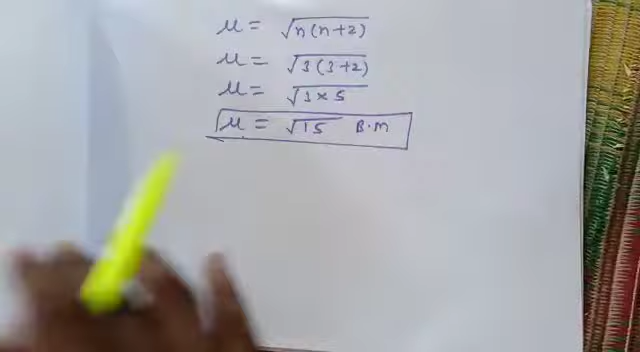 μ = √n(n+2)
μ = √3(3+2)
μ = √3×5
μ = √15 B.M